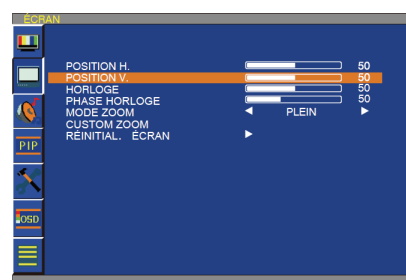 ÉCRAN
POSITION H. 50
POSITION V. 50
HORLOGE 50
PHASE HORLOGE 50
MODE ZOOM PLEIN
CUSTOM ZOOM
RÉINITIAL. ÉCRAN
PIP
OSD